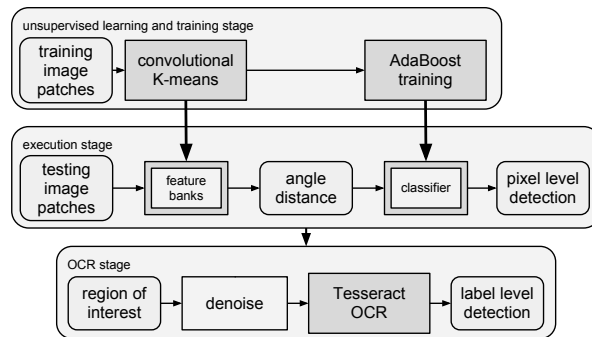 unsupervised learning and training stage
training
image
patches
convolutional
K-means
AdaBoost
training
execution stage
testing
image
patches
feature
banks
angle
distance
classifier
pixel level
detection
OCR stage
region of
interest
denoise
Tesseract
OCR
label level
detection